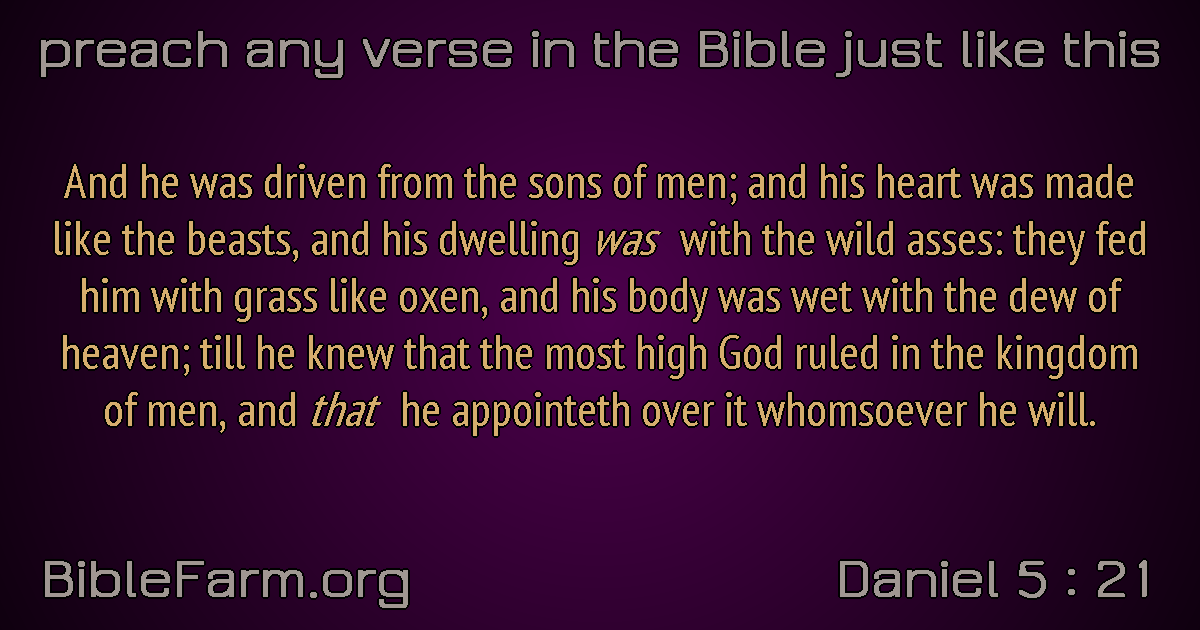 preach any verse in the Bible just like this
And he was driven from the sons of men; and his heart was made
like the beasts, and his dwelling was with the wild asses: they fed
him with grass like oxen, and his body was wet with the dew of
heaven; till he knew that the most high God ruled in the kingdom
of men, and that he appointeth over it whomsoever he will.
BibleFarm.org
Daniel 5 : 21